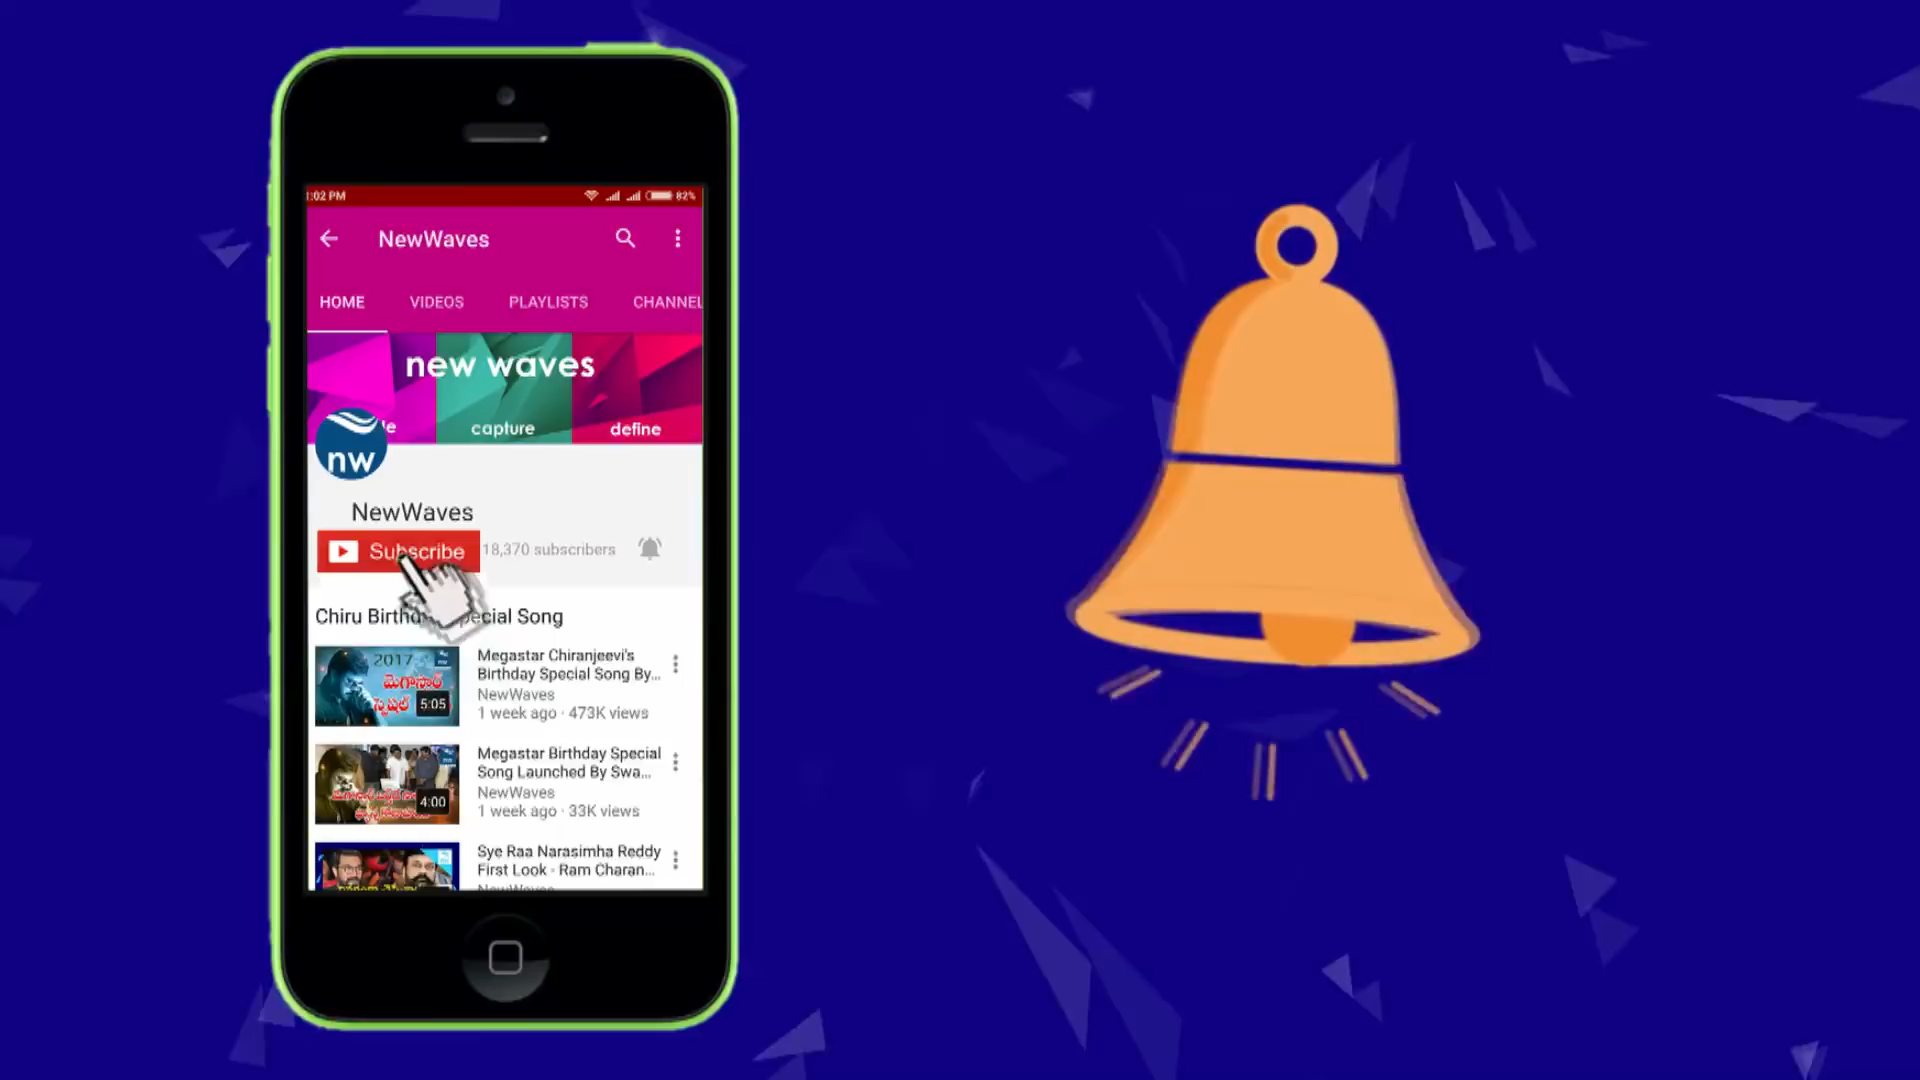 1:02 PM
82%
NewWaves
HOME
VIDEOS
PLAYLISTS
CHANNEL
new waves
capture
define
nw
NewWaves
Subscribe
18,370 subscribers
Special Song
2017
మెగాస్టార్
స్పెషల్
5:05
Megastar Chiranjeevi's
Birthday Special Song By...
NewWaves
1 week ago · 473K views
4:00
Megastar Birthday Special
Song Launched By Swa...
NewWaves
1 week ago · 33K views
Sye Raa Narasimha Reddy
First Look - Ram Charan...
NewWaves